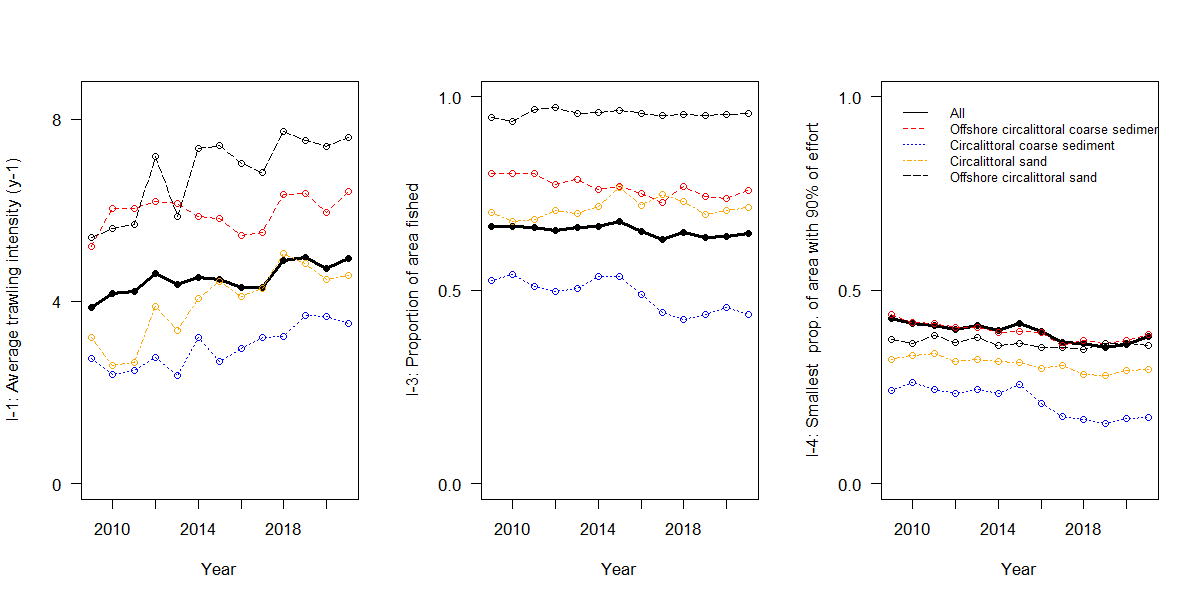 I-1: Average trawling intensity (y-1)
8
4
0
2010 2014 2018
Year
I-3: Proportion of area fished
1.0
0.5
0.0
2010 2014 2018
Year
I-4: Smallest prop. of area with 90% of effort
1.0
0.5
0.0
2010 2014 2018
Year
All
Offshore circalittoral coarse sedimer
Circalittoral coarse sediment
Circalittoral sand
Offshore circalittoral sand